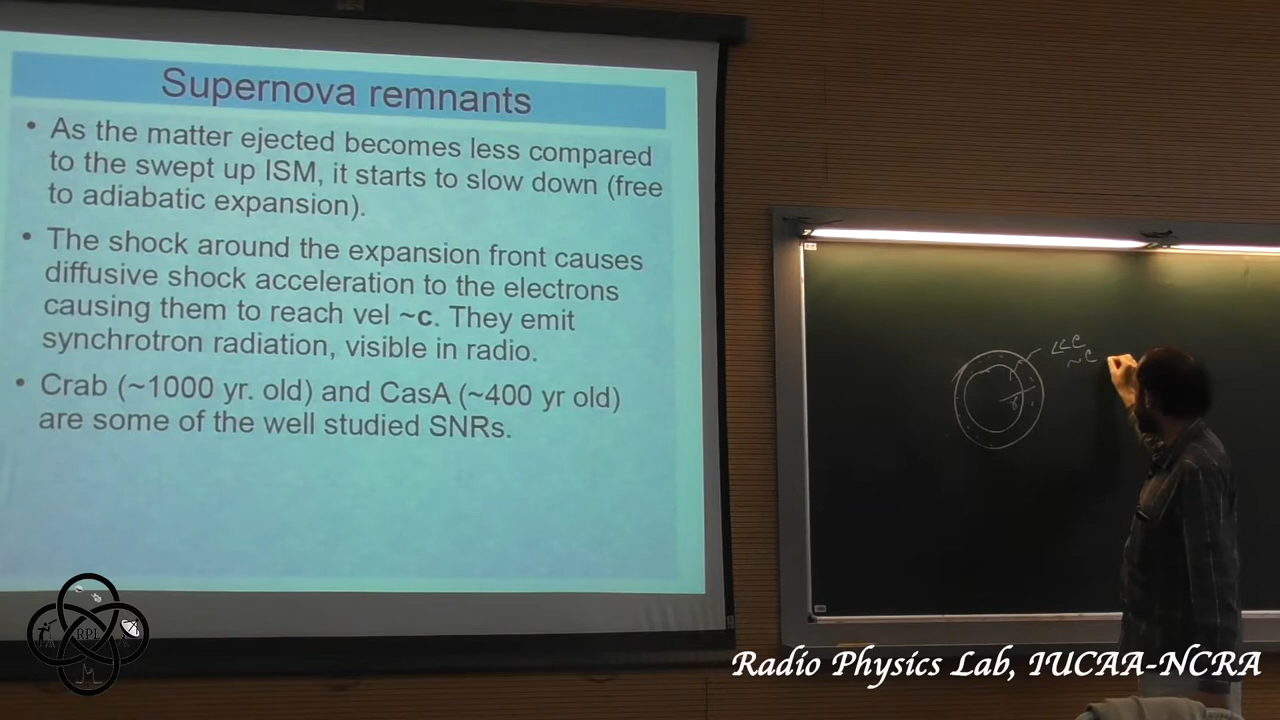 Supernova remnants
• As the matter ejected becomes less compared
to the swept up ISM, it starts to slow down (free
to adiabatic expansion).
• The shock around the expansion front causes
diffusive shock acceleration to the electrons
causing them to reach vel ~c. They emit
synchrotron radiation, visible in radio.
• Crab (~1000 yr. old) and CasA (~400 yr old)
are some of the well studied SNRs.
<<c
~c
RPL
Radio Physics Lab, IUCAA-NCRA